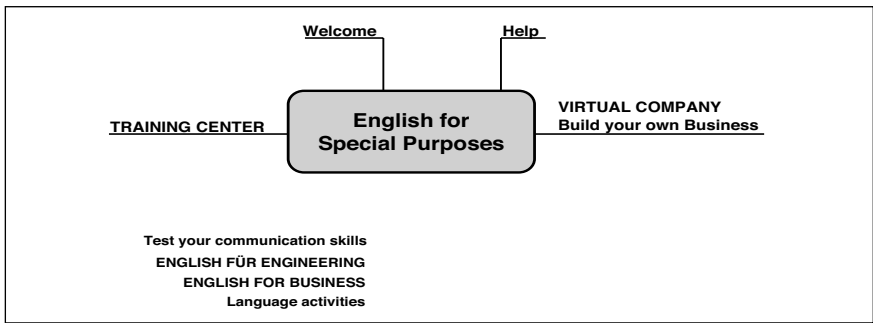 Welcome
Help
TRAINING CENTER
English for
Special Purposes
VIRTUAL COMPANY
Build your own Business
Test your communication skills
ENGLISH FÜR ENGINEERING
ENGLISH FOR BUSINESS
Language activities